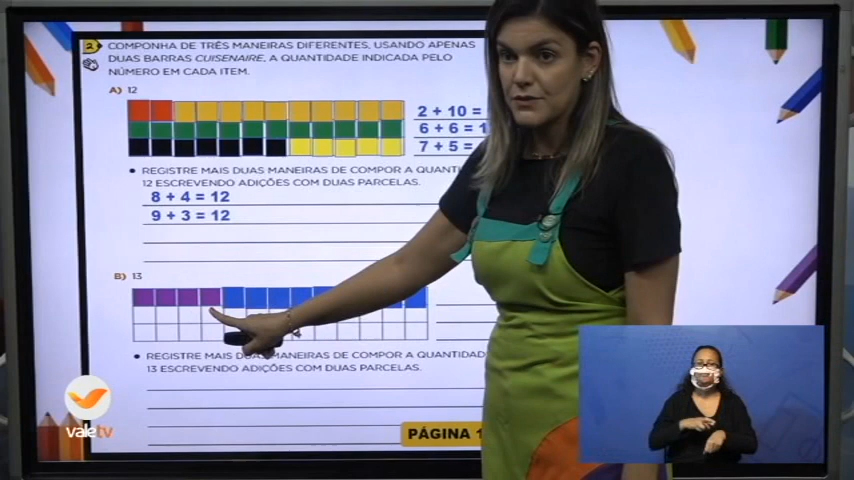 2 COMPONHA DE TRÊS MANEIRAS DIFERENTES, USANDO APENAS
DUAS BARRAS CUISENAIRE, A QUANTIDADE INDICADA PELO
NÚMERO EM CADA ITEM.
A) 12
2 + 10 =
6 + 6 = 1
7 + 5 =
• REGISTRE MAIS DUAS MANEIRAS DE COMPOR A
12 ESCREVENDO ADIÇÕES COM DUAS PARCELAS.
8 + 4 = 12
9 + 3 = 12
B) 13
• REGISTRE MAIS DUAS MANEIRAS DE COMPOR A
13 ESCREVENDO ADIÇÕES COM DUAS PARCELAS.
PÁGINA 1
valetv